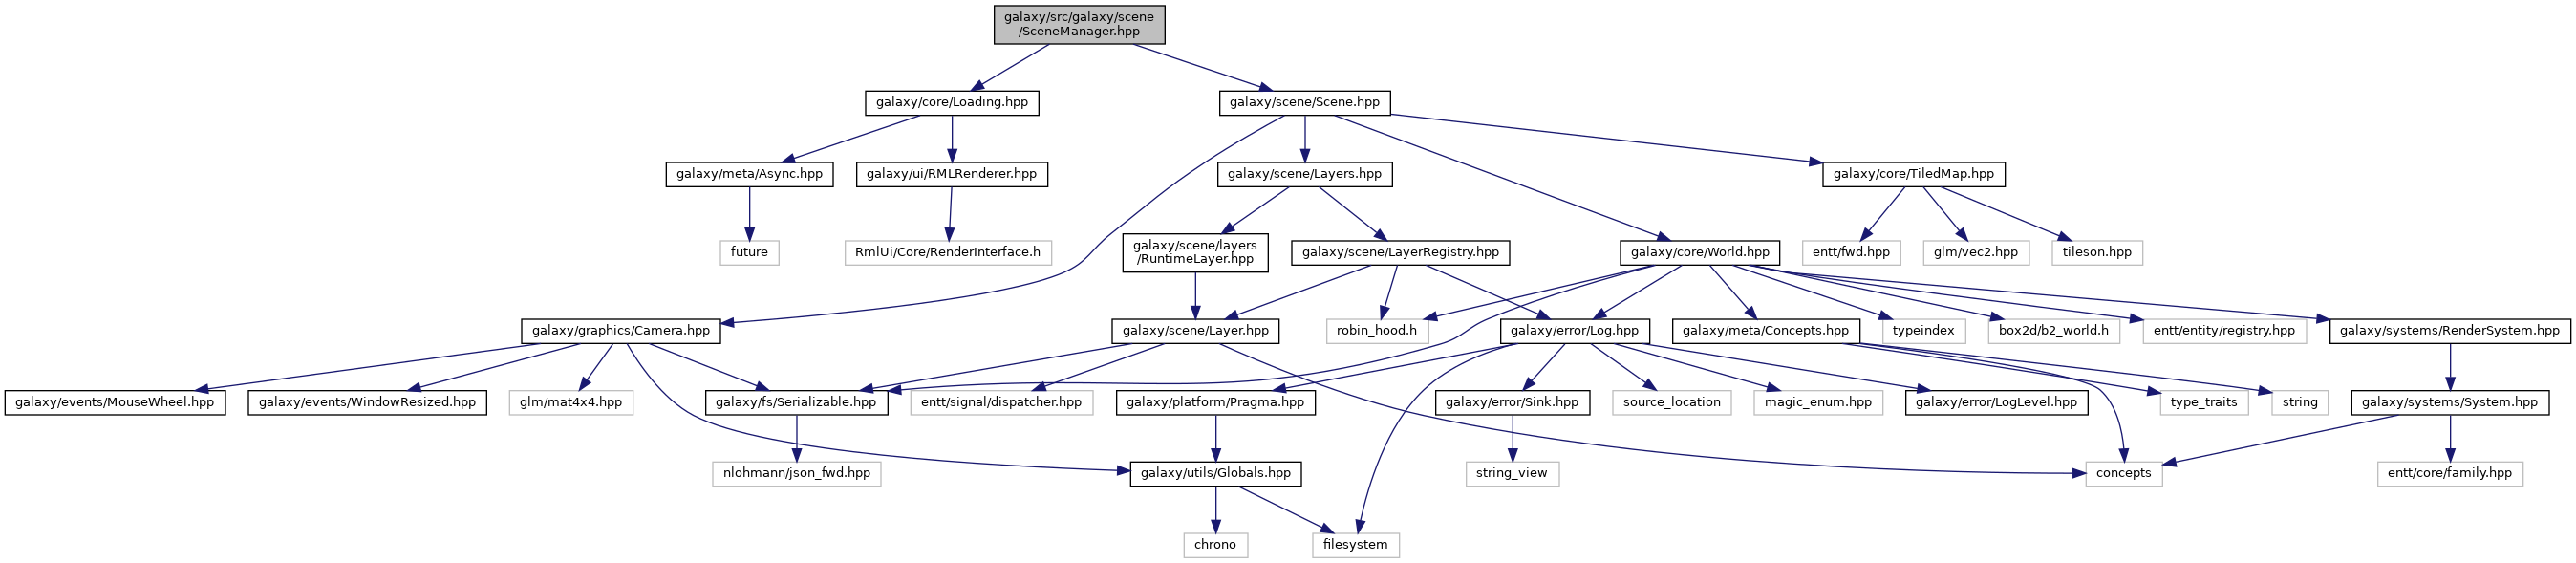 galaxy/src/galaxy/scene
/SceneManager.hpp
galaxy/core/Loading.hpp
galaxy/scene/Scene.hpp
galaxy/meta/Async.hpp
galaxy/ui/RMLRenderer.hpp
galaxy/scene/Layers.hpp
galaxy/core/TiledMap.hpp
future
RmlUi/Core/RenderInterface.h
galaxy/scene/layers
/RuntimeLayer.hpp
galaxy/scene/LayerRegistry.hpp
galaxy/core/World.hpp
entt/fwd.hpp
glm/vec2.hpp
tileson.hpp
galaxy/graphics/Camera.hpp
galaxy/scene/Layer.hpp
robin_hood.h
galaxy/error/Log.hpp
galaxy/meta/Concepts.hpp
typeindex
box2d/b2_world.h
entt/entity/registry.hpp
galaxy/systems/RenderSystem.hpp
galaxy/events/MouseWheel.hpp
galaxy/events/WindowResized.hpp
glm/mat4x4.hpp
galaxy/fs/Serializable.hpp
entt/signal/dispatcher.hpp
galaxy/platform/Pragma.hpp
galaxy/error/Sink.hpp
source_location
magic_enum.hpp
galaxy/error/LogLevel.hpp
type_traits
string
galaxy/systems/System.hpp
nlohmann/json_fwd.hpp
galaxy/utils/Globals.hpp
string_view
concepts
entt/core/family.hpp
chrono
filesystem